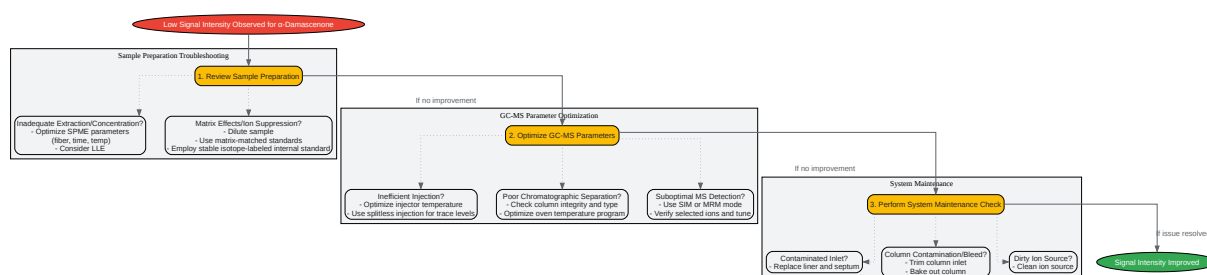 Low Signal Intensity Observed for α-Damascenone
Sample Preparation Troubleshooting
1. Review Sample Preparation
Inadequate Extraction/Concentration?
- Optimize SPME parameters
(fiber, time, temp)
- Consider LLE
Matrix Effects/Ion Suppression?
- Dilute sample
- Use matrix-matched standards
- Employ stable isotope-labeled internal standard
If no improvement
GC-MS Parameter Optimization
2. Optimize GC-MS Parameters
Inefficient Injection?
- Optimize injector temperature
- Use splitless injection for trace levels
Poor Chromatographic Separation?
- Check column integrity and type
- Optimize oven temperature program
Suboptimal MS Detection?
- Use SIM or MRM mode
- Verify selected ions and tune
If no improvement
System Maintenance
3. Perform System Maintenance Check
Contaminated Inlet?
- Replace liner and septum
Column Contamination/Bleed?
- Trim column inlet
- Bake out column
Dirty Ion Source?
- Clean ion source
If issue resolved
Signal Intensity Improved